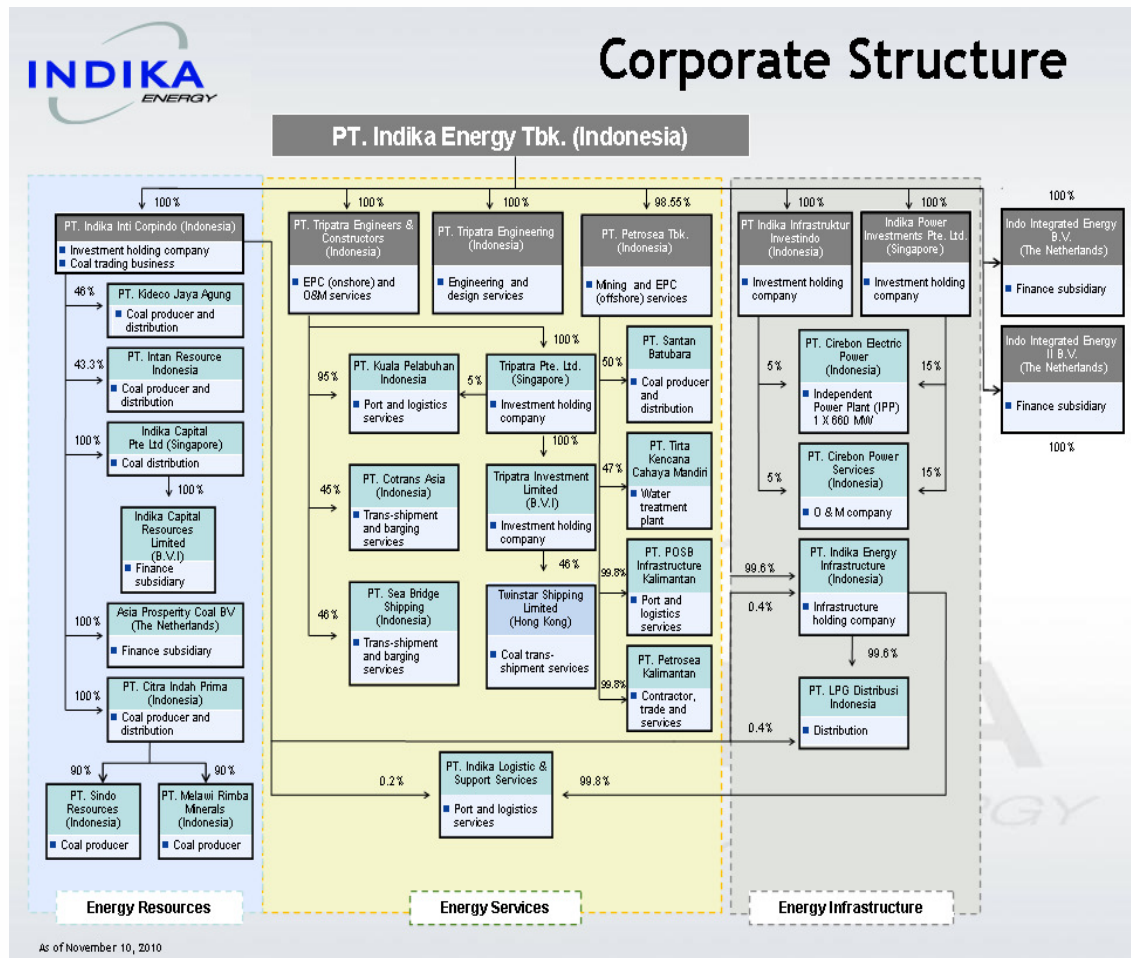 INDIKA
ENERGY
Corporate Structure
PT. Indika Energy Tbk. (Indonesia)
100%
100%
100%
98.55%
100%
100%
100%
PT. Indika Inti Corpindo (Indonesia)
Investment holding company
Coal trading business
PT. Tripatra Engineers &
Constructors
(Indonesia)
EPC (onshore) and
O&M services
PT. Tripatra Engineering
(Indonesia)
Engineering and
design services
PT. Petrosea Tbk.
(Indonesia)
Mining and EPC
(offshore) services
PT Indika Infrastruktur
Investindo
(Indonesia)
Investment holding
company
Indika Power
Investments Pte. Ltd.
(Singapore)
Investment holding
company
Indo Integrated Energy
B.V.
(The Netherlands)
Finance subsidiary
Indo Integrated Energy
II B.V.
(The Netherlands)
Finance subsidiary
100%
46%
PT. Kideco Jaya Agung
Coal producer and
distribution
43.3%
PT. Intan Resource
Indonesia
Coal producer and
distribution
100%
Indika Capital
Pte Ltd (Singapore)
Coal distribution
100%
Indika Capital
Resources
Limited
(B.V.I)
Finance
subsidiary
100%
Asia Prosperity Coal BV
(The Netherlands)
Finance subsidiary
100%
PT. Citra Indah Prima
(Indonesia)
Coal producer and
distribution
90%
90%
PT. Sindo
Resources
(Indonesia)
Coal producer
PT. Melawi Rimba
Minerals
(Indonesia)
Coal producer
Energy Resources
100%
95%
PT. Kuala Pelabuhan
Indonesia
Port and logistics
services
5%
Tripatra Pte. Ltd.
(Singapore)
Investment holding
company
100%
45%
PT. Cotrans Asia
(Indonesia)
Trans-shipment
and barging
services
Tripatra Investment
Limited
(B.V.I)
Investment holding
company
46%
46%
PT. Sea Bridge
Shipping
(Indonesia)
Trans-shipment
and barging
services
Twinstar Shipping
Limited
(Hong Kong)
Coal trans-
shipment services
50%
PT. Santan
Batubara
Coal producer
and
distribution
47%
PT. Tirta
Kencana
Cahaya Mandiri
Water
treatment
plant
99.8%
PT. POSB
Infrastructure
Kalimantan
Port and
logistics
services
99.8%
PT. Petrosea
Kalimantan
Contractor,
trade and
services
0.2%
PT. Indika Logistic &
Support Services
Port and logistics
services
99.8%
Energy Services
5%
PT. Cirebon Electric
Power
(Indonesia)
Independent
Power Plant (IPP)
1 X 660 MW
15%
5%
PT. Cirebon Power
Services
(Indonesia)
O & M company
15%
99.6%
0.4%
PT. Indika Energy
Infrastructure
(Indonesia)
Infrastructure
holding company
99.6%
0.4%
PT. LPG Distribusi
Indonesia
Distribution
Energy Infrastructure
As of November 10, 2010